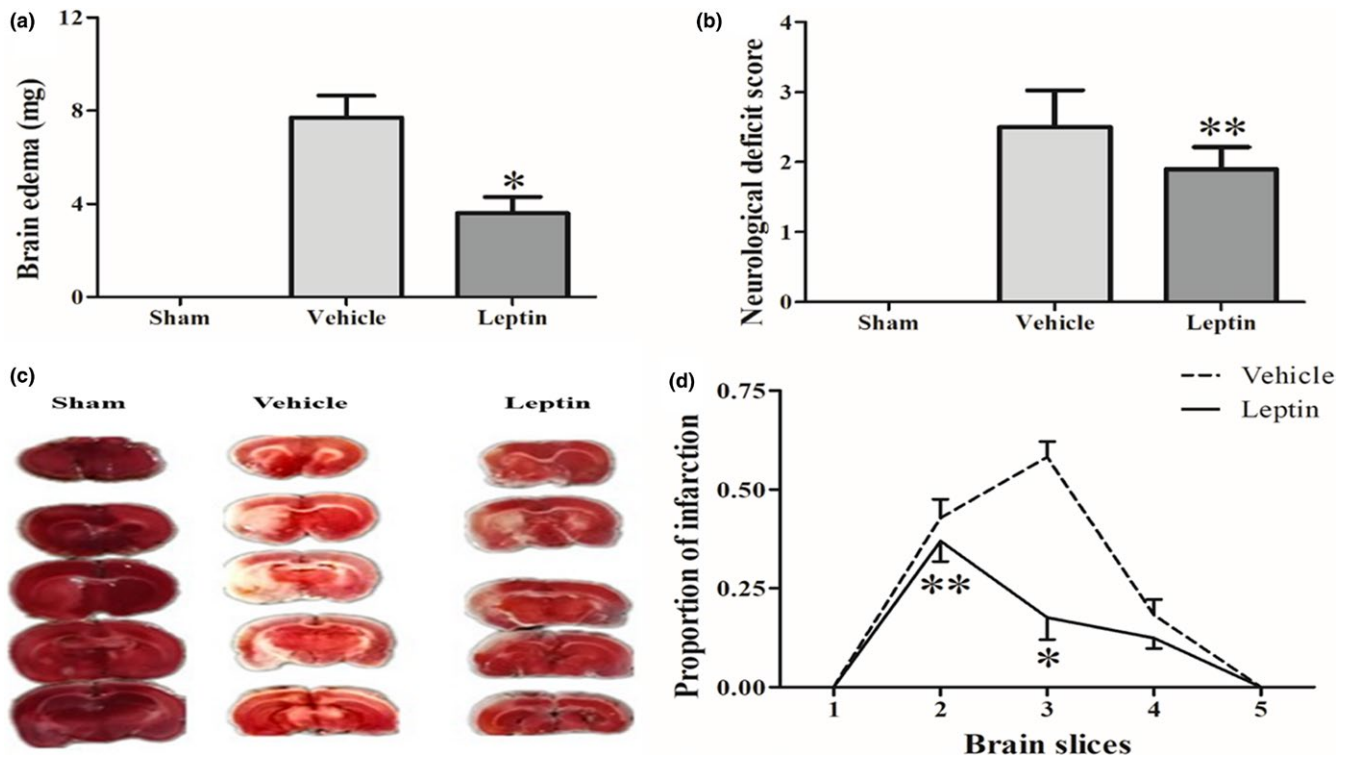 (a)
12
8
4
0
Brain edema (mg)
*
Sham Vehicle Leptin
(b)
4
3
2
1
0
Neurological deficit score
**
Sham Vehicle Leptin
(c)
Sham Vehicle Leptin
(d)
Vehicle
Leptin
0.75
0.50
0.25
0.00
Proportion of infarction
**
*
1 2 3 4 5
Brain slices